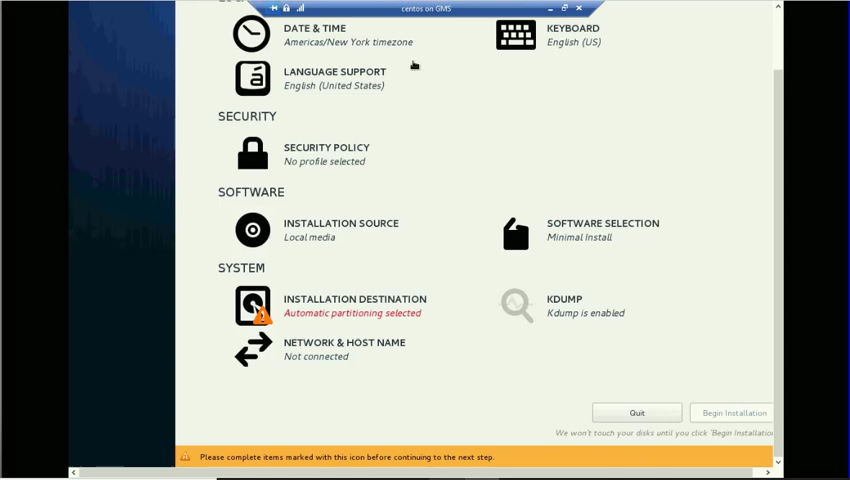 centos on GMS
DATE & TIME
Americas/New York timezone
KEYBOARD
English (US)
LANGUAGE SUPPORT
English (United States)
SECURITY
SECURITY POLICY
No profile selected
SOFTWARE
INSTALLATION SOURCE
Local media
SOFTWARE SELECTION
Minimal Install
SYSTEM
INSTALLATION DESTINATION
Automatic partitioning selected
KDUMP
Kdump is enabled
NETWORK & HOST NAME
Not connected
Quit
Begin Installation
We won't touch your disks until you click 'Begin Installatio
Please complete items marked with this icon before continuing to the next step.